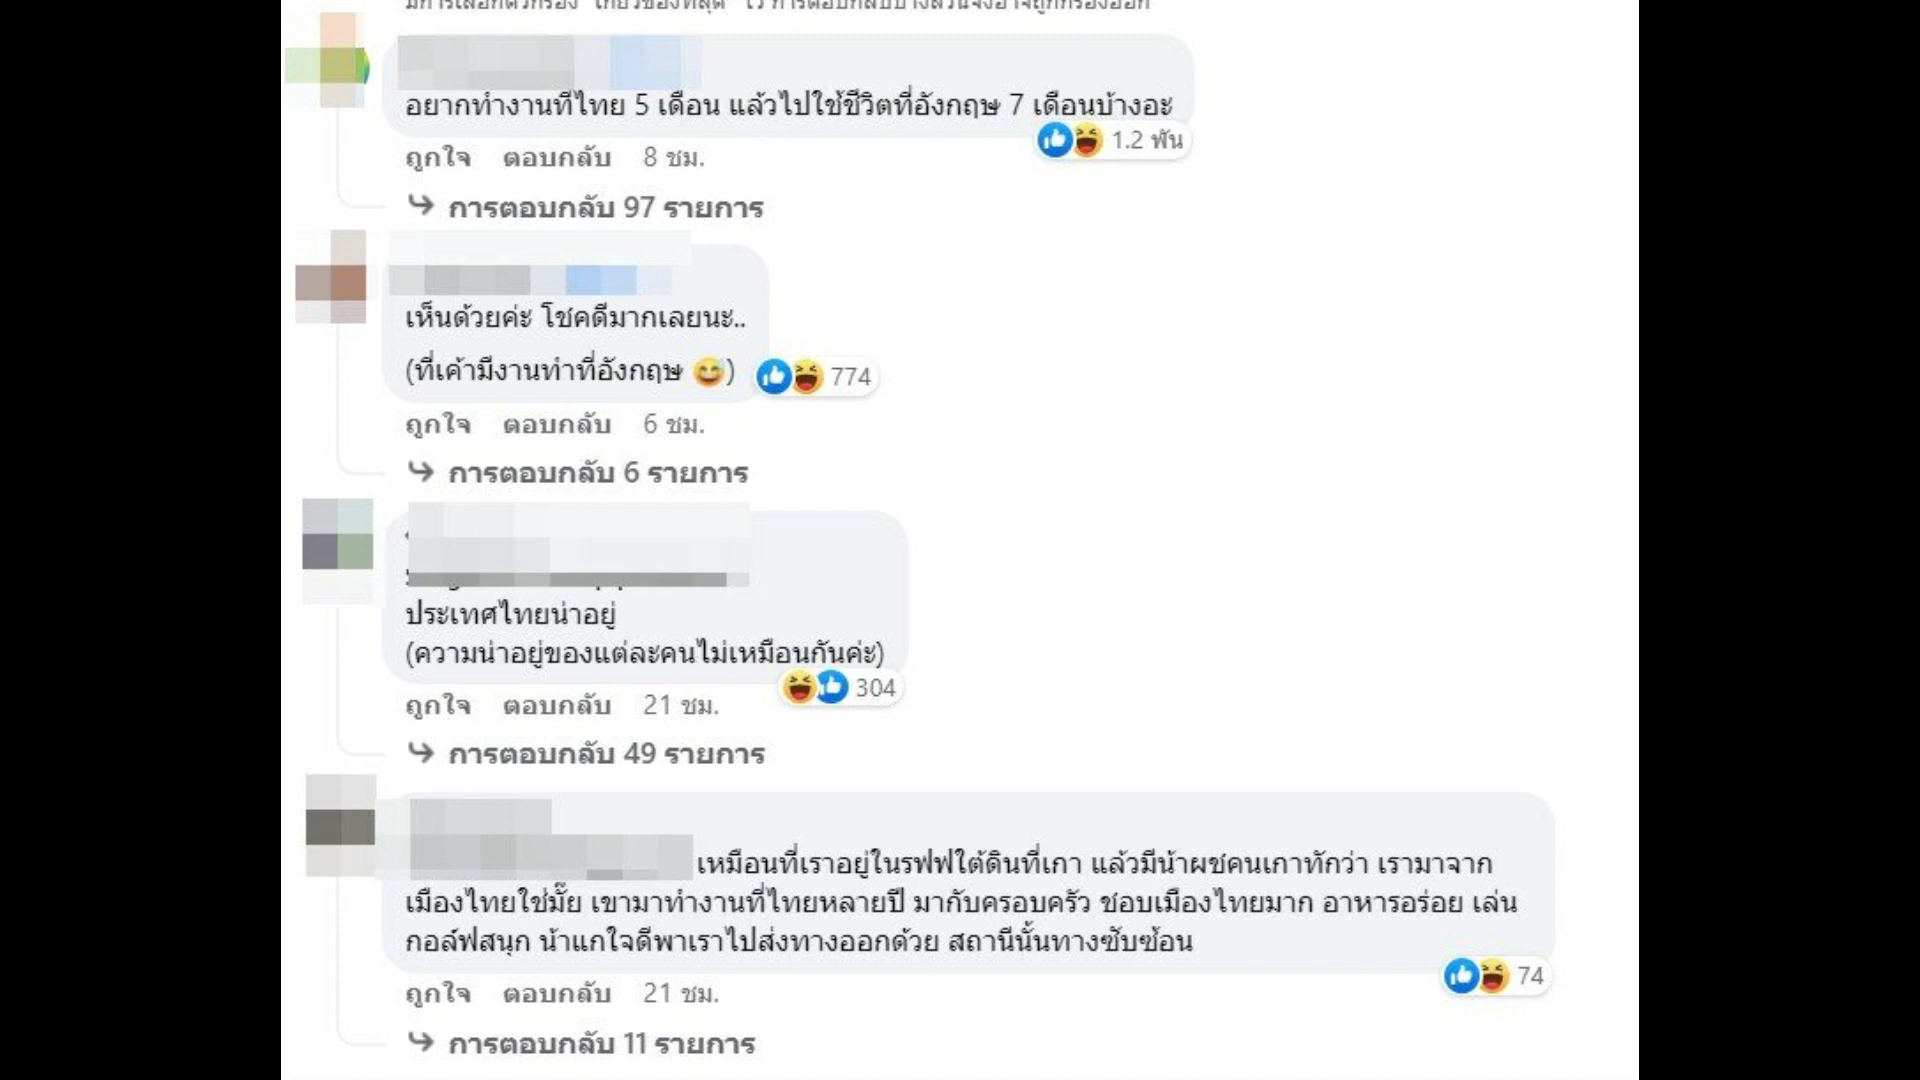 อยากทำงานที่ไทย 5 เดือน แล้วไปใช้ชีวิตที่อังกฤษ 7 เดือนบ้างอะ
1.2 พัน
ถูกใจ ตอบกลับ 8 ชม.
การตอบกลับ 97 รายการ
เห็นด้วยค่ะ โชคดีมากเลยนะ..
(ที่เค้ามีงานทำที่อังกฤษ 😅)
774
ถูกใจ ตอบกลับ 6 ชม.
การตอบกลับ 6 รายการ
ประเทศไทยน่าอยู่
(ความน่าอยู่ของแต่ละคนไม่เหมือนกันค่ะ)
304
ถูกใจ ตอบกลับ 21 ชม.
การตอบกลับ 49 รายการ
เหมือนที่เราอยู่ในรฟฟใต้ดินที่เกา แล้วมีน้าผชคนเกาทักว่า เรามาจาก
เมืองไทยใช่มั๊ย เขามาทำงานที่ไทยหลายปี มากับครอบครัว ชอบเมืองไทยมาก อาหารอร่อย เล่น
กอล์ฟสนุก น้าแกใจดีพาเราไปส่งทางออกด้วย สถานีนั้นทางซับซ้อน
74
ถูกใจ ตอบกลับ 21 ชม.
การตอบกลับ 11 รายการ